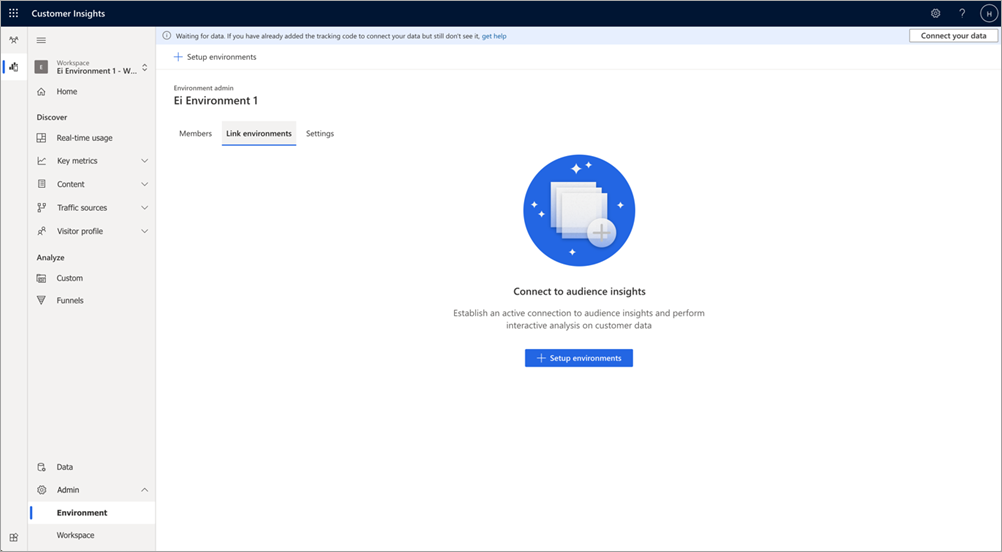 Customer Insights
?
H
Waiting for data. If you have already added the tracking code to connect your data but still don't see it, get help
Connect your data
E
Workspace
Ei Environment 1 - W...
Home
Discover
Real-time usage
Key metrics
Content
Traffic sources
Visitor profile
Analyze
Custom
Funnels
Data
Admin
Environment
Workspace
Setup environments
Environment admin
Ei Environment 1
Members Link environments Settings
Connect to audience insights
Establish an active connection to audience insights and perform
interactive analysis on customer data
Setup environments